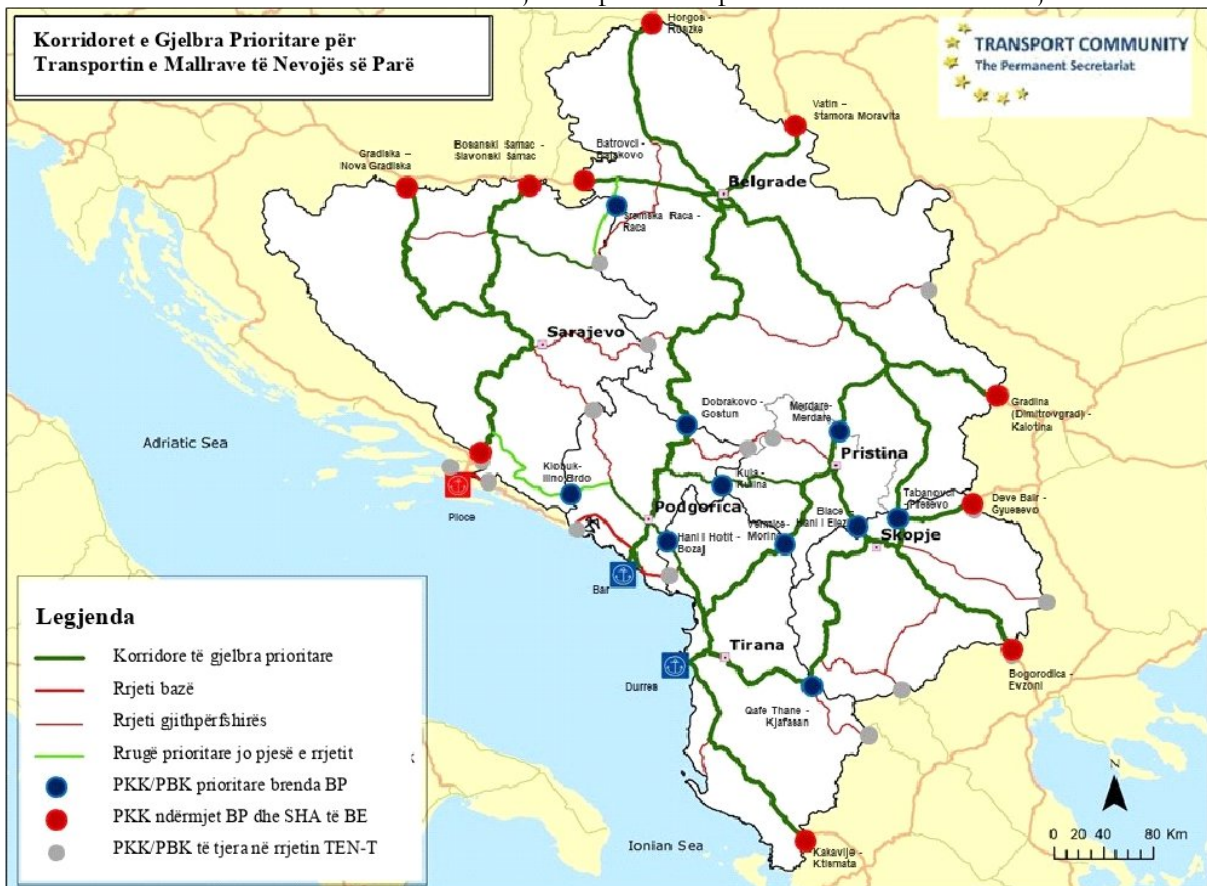 Korridoret e Gjelbra Prioritare për
Transportin e Mallrave të Nevojës së Parë
TRANSPORT COMMUNITY
The Permanent Secretariat
Horgos -
Roszke
Vatin –
Stamora Moravita
Gradiska –
Nova Gradiska
Bosanski Samac -
Slavonski Samac
Batrovci -
Bajakovo
Belgrade
Sremska Raca -
Raca
Sarajevo
Gradina
(Dimitrovgrad) -
Kalotina
Dobrakovo -
Gostun
Merdare-
Merdare
Adriatic Sea
Pristina
Klobuk-
Ilino Brdo
Kula -
Kulina
Tabanovci
Presevo
Deve Bair -
Gyuesevo
Ploce
Podgorica
Vermice-
Morin
Blace -
Hani i Elezit
Skopje
Hani i Hotit -
Bozaj
Bar
Tirana
Durres
Bogorodica -
Evzoni
Qafe Thane -
Kjafasan
Legjenda
Korridore të gjelbra prioritare
Rrjeti bazë
Rrjeti gjithpërfshirës
Rrugë prioritare jo pjesë e rrjetit
PKK/PBK prioritare brenda BP
PKK ndërmjet BP dhe SHA të BE
PKK/PBK të tjera në rrjetin TEN-T
Ionian Sea
Kakavije -
Ktismata
N
0 20 40 80 Km